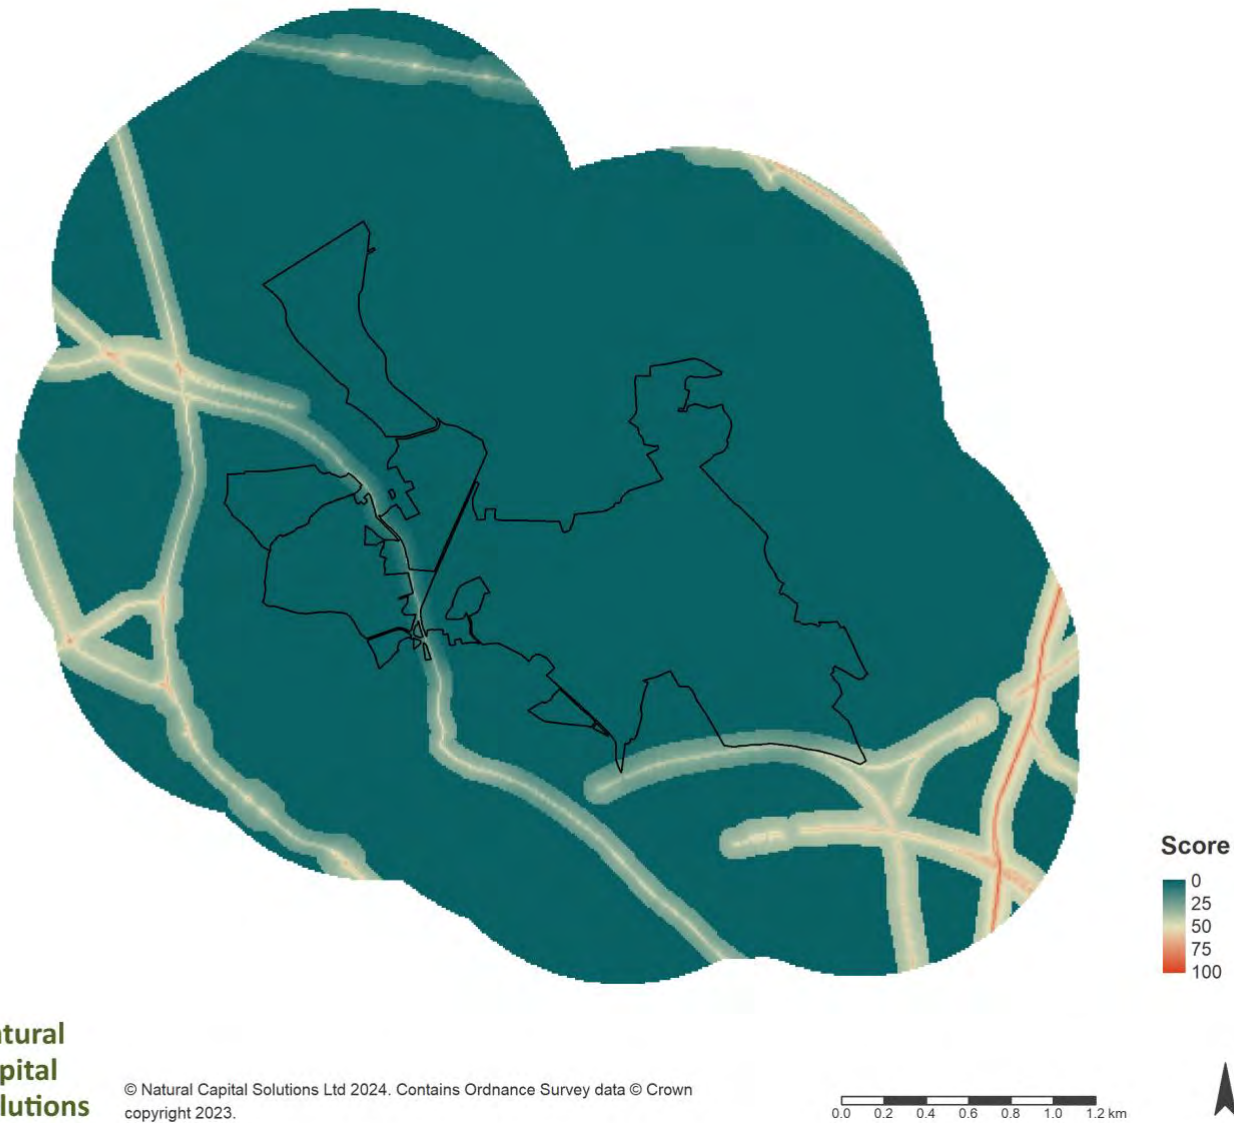 Score
0
25
50
75
100
atural
pital
lutions
© Natural Capital Solutions Ltd 2024. Contains Ordnance Survey data © Crown
copyright 2023.
0.0 0.2 0.4 0.6 0.8 1.0 1.2 km